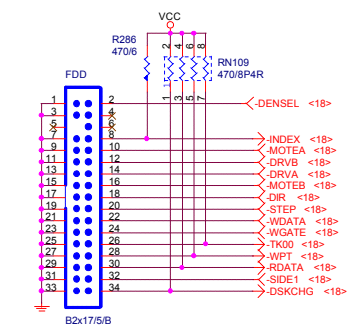 VCC
R286
470/6
2 4 6 8
RN109
470/8P4R
1 3 5 7
FDD
1 2 -DENSEL <18>
3 4
5 6
7 8 -INDEX <18>
9 10 -MOTEA <18>
11 12 -DRVB <18>
13 14 -DRVA <18>
15 16 -MOTEB <18>
17 18 -DIR <18>
19 20 -STEP <18>
21 22 -WDATA <18>
23 24 -WGATE <18>
25 26 -TK00 <18>
27 28 -WPT <18>
29 30 -RDATA <18>
31 32 -SIDE1 <18>
33 34 -DSKCHG <18>
B2x17/5/B